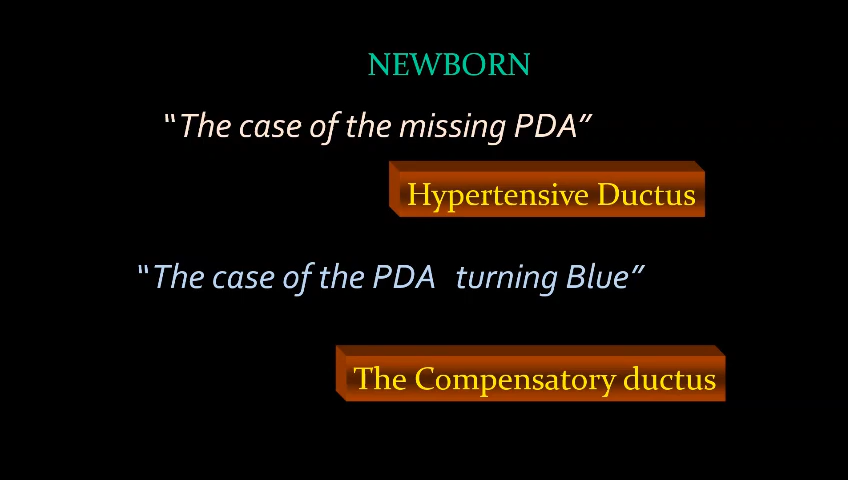 NEWBORN
“The case of the missing PDA”
Hypertensive Ductus
“The case of the PDA turning Blue”
The Compensatory ductus